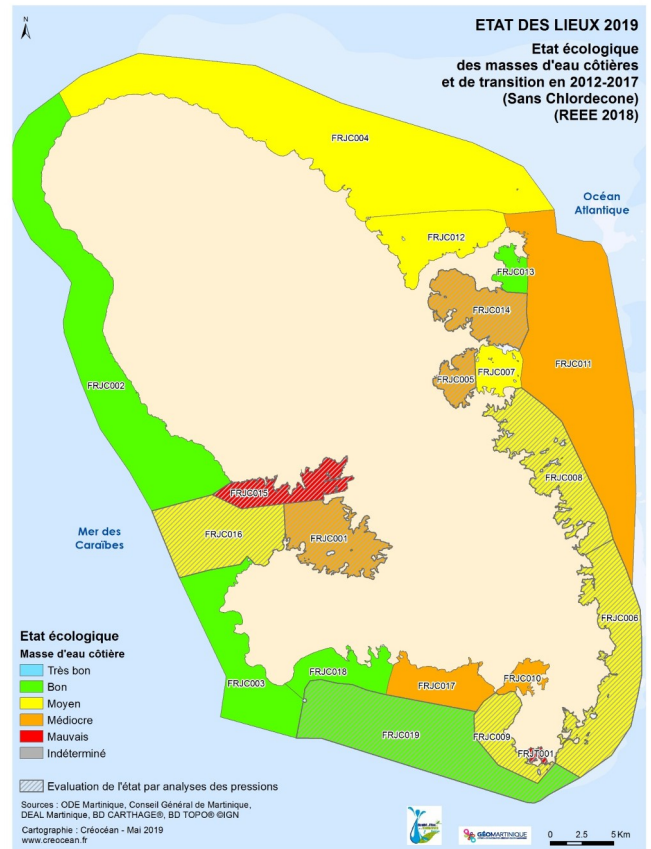 N
ETAT DES LIEUX 2019
Etat écologique
des masses d'eau côtières
et de transition en 2012-2017
(Sans Chlordecone)
(REEE 2018)
FRJC004
Océan
Atlantique
FRJC012
FRJC013
FRJC014
FRJC011
FRJC007
FRJC005
FRJC002
FRJC008
FRJC015
Mer des
Caraïbes
FRJC016
FRJC001
FRJC006
Etat écologique
Masse d'eau côtière
Très bon
Bon
Moyen
Médiocre
Mauvais
Indéterminé
FRJC018
FRJC003
FRJC017
FRJC010
FRJC019
FRJC009
FRJT001
Evaluation de l'état par analyses des pressions
Sources : ODE Martinique, Conseil Général de Martinique,
DEAL Martinique, BD CARTHAGE®, BD TOPO® ©IGN
Cartographie : Créocéan - Mai 2019
www.creocean.fr
GÉOMARTINIQUE
0 2.5 5 Km